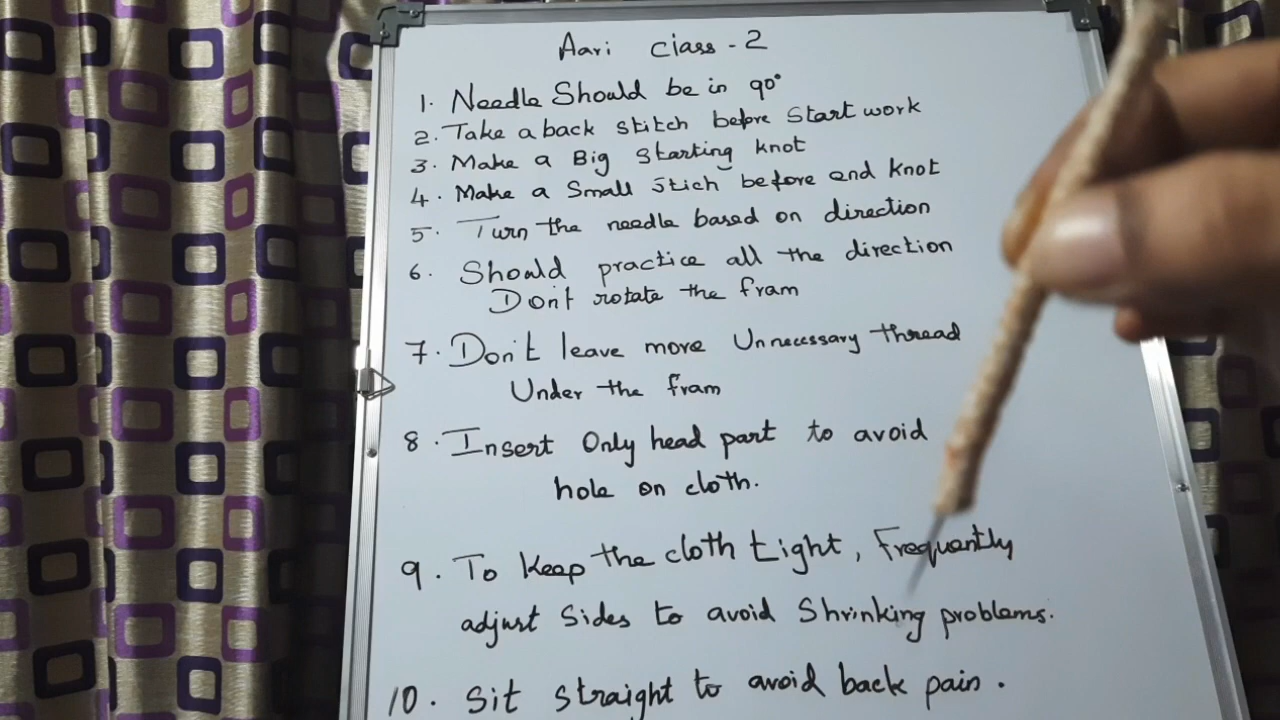 Aari Class - 2
1. Needle Should be in 90°
2. Take a back stitch before start work
3. Make a Big starting knot
4. Make a Small stich before end knot
5. Turn the needle based on direction
6. Should practice all the direction
Don't rotate the fram
7. Don't leave more Unnecessary thread
Under the fram
8. Insert Only head part to avoid
hole on cloth.
9. To Keep the cloth tight, Frequantly
adjust Sides to avoid Shrinking problems.
10. Sit straight to avoid back pain.